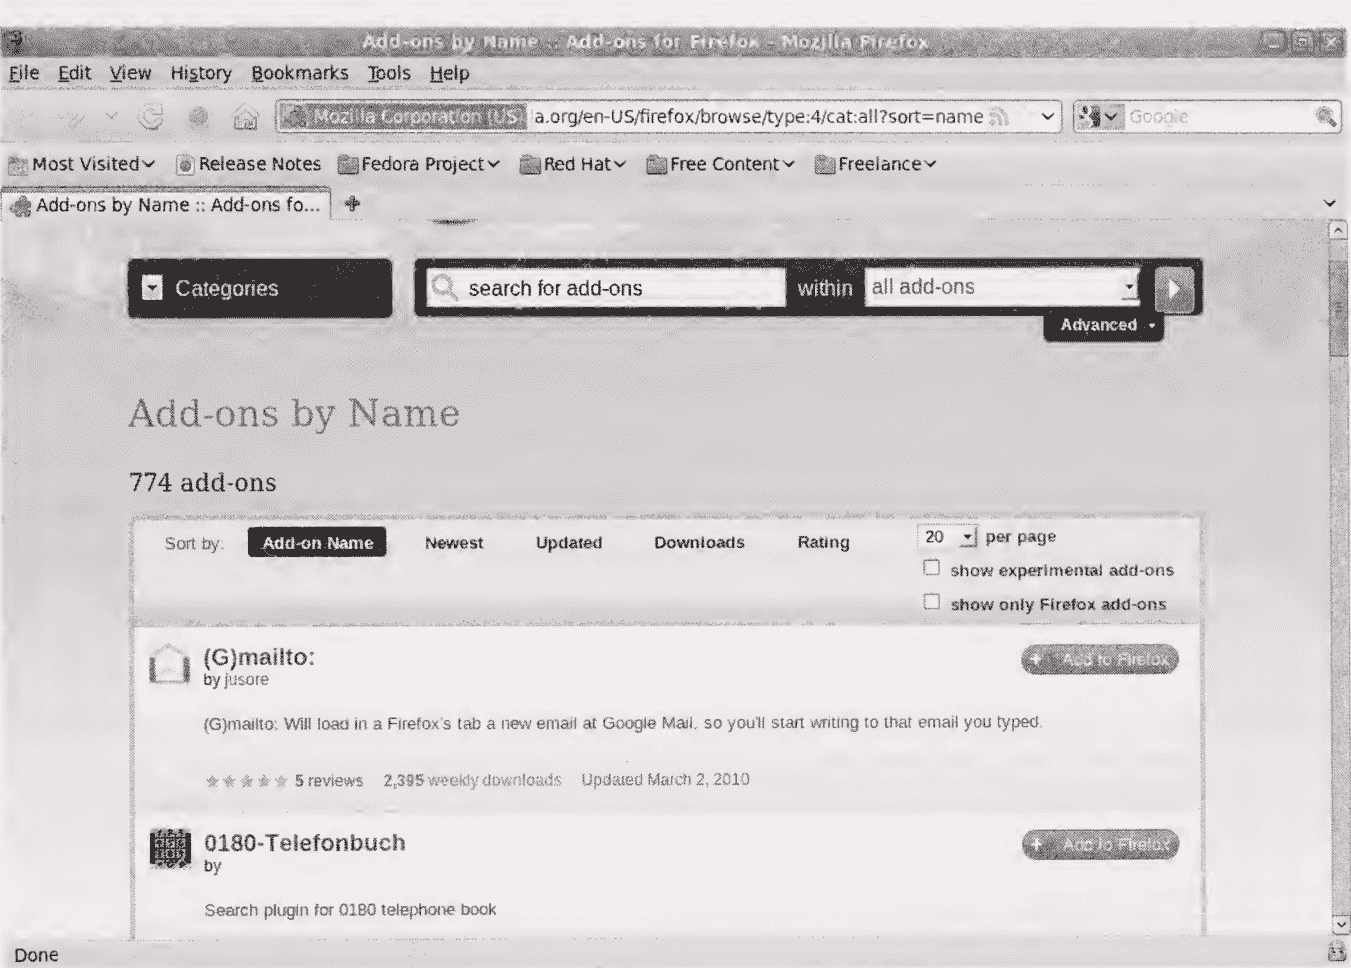 Add-ons by Name :: Add-ons for Firefox - Mozilla Firefox
File Edit View History Bookmarks Tools Help
Mozilla Corporation (US) a.org/en-US/firefox/browse/type:4/cat:all?sort=name Google
Most Visited Release Notes Fedora Project Red Hat Free Content Freelance
Add-ons by Name :: Add-ons fo...
Categories search for add-ons within all add-ons
Advanced
Add-ons by Name
774 add-ons
Sort by: Add-on Name Newest Updated Downloads Rating 20 per page
show experimental add-ons
show only Firefox add-ons
(G)mailto: + Add to Firefox
by jusore
(G)mailto: Will load in a Firefox's tab a new email at Google Mail, so you'll start writing to that email you typed.
5 reviews 2,395 weekly downloads Updated March 2, 2010
0180-Telefonbuch + Add to Firefox
by
Search plugin for 0180 telephone book
Done